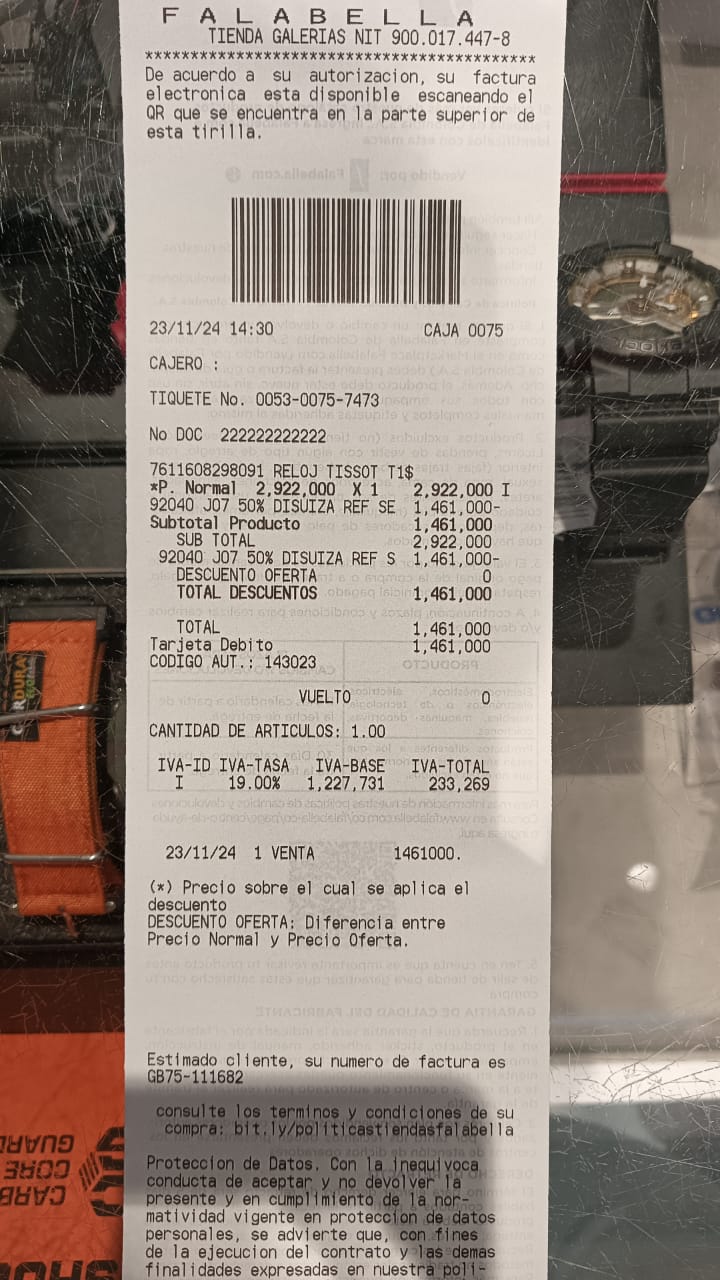 F A L A B E L L A
TIENDA GALERIAS NIT 900.017.447-8
******************************************
De acuerdo a su autorizacion, su factura
electronica esta disponible escaneando el
QR que se encuentra en la parte superior de
esta tirilla.
23/11/24 14:30 CAJA 0075
CAJERO :
TIQUETE No. 0053-0075-7473
No DOC 222222222222
7611608298091 RELOJ TISSOT T1$
*P. Normal 2,922,000 X 1 2,922,000 I
92040 J07 50% DISUIZA REF SE 1,461,000-
Subtotal Producto 1,461,000
SUB TOTAL 2,922,000
92040 J07 50% DISUIZA REF S 1,461,000-
DESCUENTO OFERTA 0
TOTAL DESCUENTOS 1,461,000
TOTAL 1,461,000
Tarjeta Debito 1,461,000
CODIGO AUT.: 143023
VUELTO 0
CANTIDAD DE ARTICULOS: 1.00
IVA-ID IVA-TASA IVA-BASE IVA-TOTAL
I 19.00% 1,227,731 233,269
23/11/24 1 VENTA 1461000.
(*) Precio sobre el cual se aplica el
descuento
DESCUENTO OFERTA: Diferencia entre
Precio Normal y Precio Oferta.
Estimado cliente, su numero de factura es
GB75-111682
consulte los terminos y condiciones de su
compra: bit.ly/politicastiendasfalabella
Proteccion de Datos. Con la inequivoca
conducta de aceptar y no devolver la
presente y en cumplimiento de la nor-
matividad vigente en proteccion de datos
personales, se advierte que, con fines
de la ejecucion del contrato y las demas
finalidades expresadas en nuestra poli-
CORDURA
CARB
CORE
GUARD